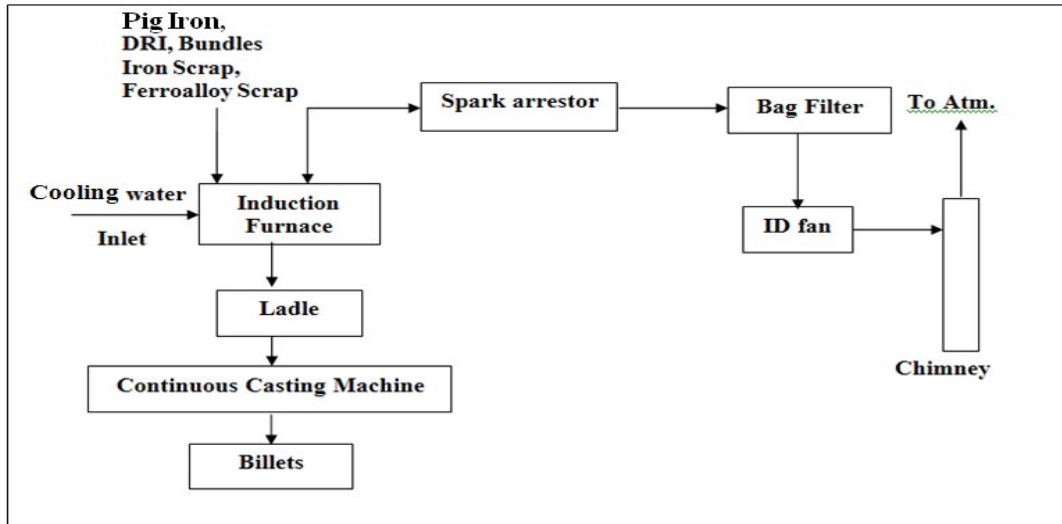 Pig Iron,
DRI, Bundles
Iron Scrap,
Ferroalloy Scrap
Spark arrestor
Bag Filter
To Atm.
Cooling water
Inlet
Induction
Furnace
ID fan
Ladle
Chimney
Continuous Casting Machine
Billets